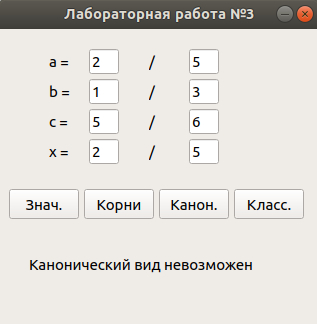 Лабораторная работа №3
a = 2 / 5
b = 1 / 3
c = 5 / 6
x = 2 / 5
Знач. Корни Канон. Класс.
Канонический вид невозможен